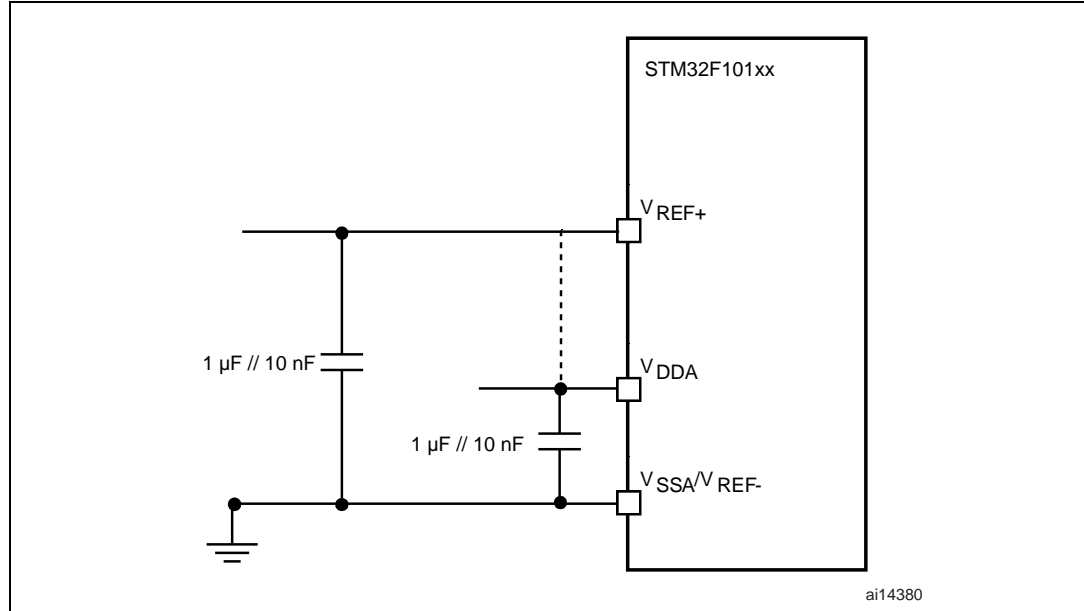 STM32F101xx
VREF+
1 µF // 10 nF
VDDA
1 µF // 10 nF
VSSA/VREF-
ai14380